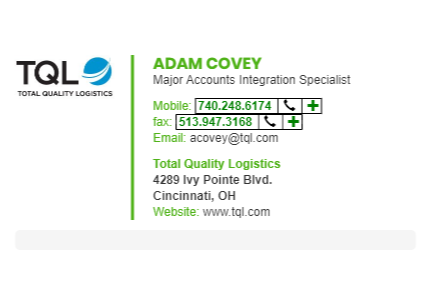 TQL
TOTAL QUALITY LOGISTICS
ADAM COVEY
Major Accounts Integration Specialist
Mobile: 740.248.6174
fax: 513.947.3168
Email: acovey@tql.com
Total Quality Logistics
4289 Ivy Pointe Blvd.
Cincinnati, OH
Website: www.tql.com